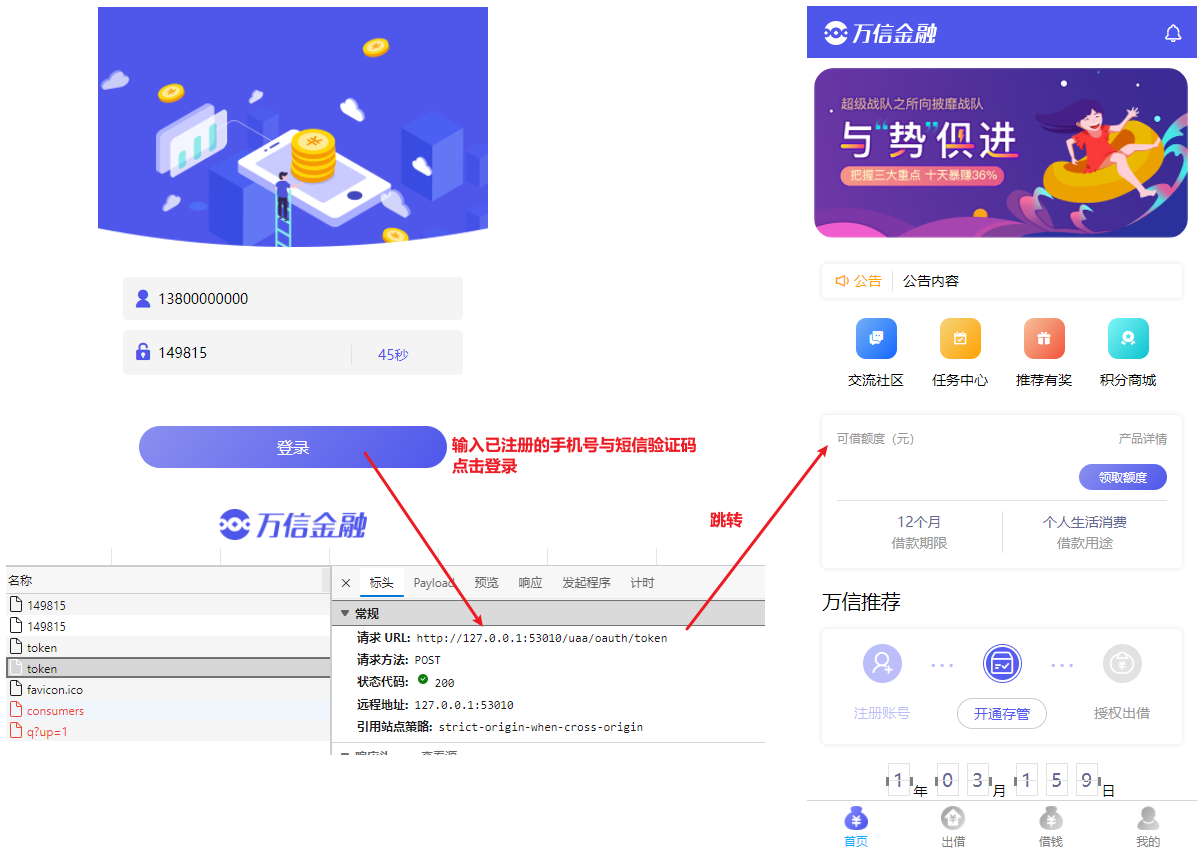 13800000000
149815
45秒
登录
输入已注册的手机号与短信验证码
点击登录
万信金融
名称
149815
149815
token
token
favicon.ico
consumers
q?up=1
标头 Payload 预览 响应 发起程序 计时
常规
请求 URL: http://127.0.0.1:53010/uaa/oauth/token
请求方法: POST
状态代码: 200
远程地址: 127.0.0.1:53010
引用站点策略: strict-origin-when-cross-origin
跳转
万信金融
超级战队之所向披靡战队
与“势”俱进
把握三大重点 十天暴赚36%
公告 公告内容
交流社区 任务中心 推荐有奖 积分商城
可借额度（元） 产品详情
领取额度
12个月 个人生活消费
借款期限 借款用途
万信推荐
注册账号 开通存管 授权出借
1年03月159日
首页 出借 借钱 我的